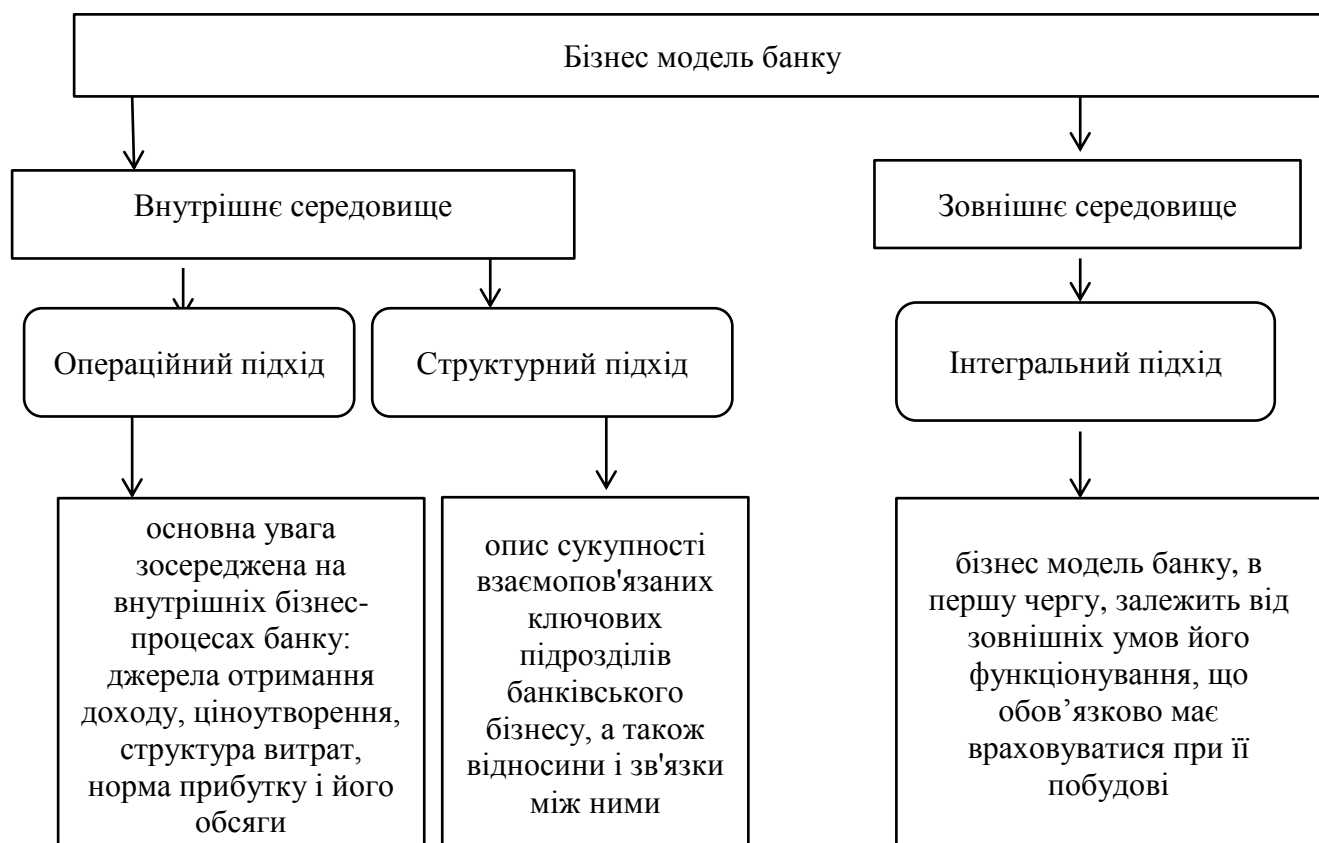 Бізнес модель банку
Внутрішнє середовище
Зовнішнє середовище
Операційний підхід
Структурний підхід
Інтегральний підхід
основна увага
зосереджена на
внутрішніх бізнес-
процесах банку:
джерела отримання
доходу, ціноутворення,
структура витрат,
норма прибутку і його
обсяги
опис сукупності
взаємопов'язаних
ключових
підрозділів
банківського
бізнесу, а також
відносини і зв'язки
між ними
бізнес модель банку, в
першу чергу, залежить від
зовнішніх умов його
функціонування, що
обов’язково має
враховуватися при її
побудові